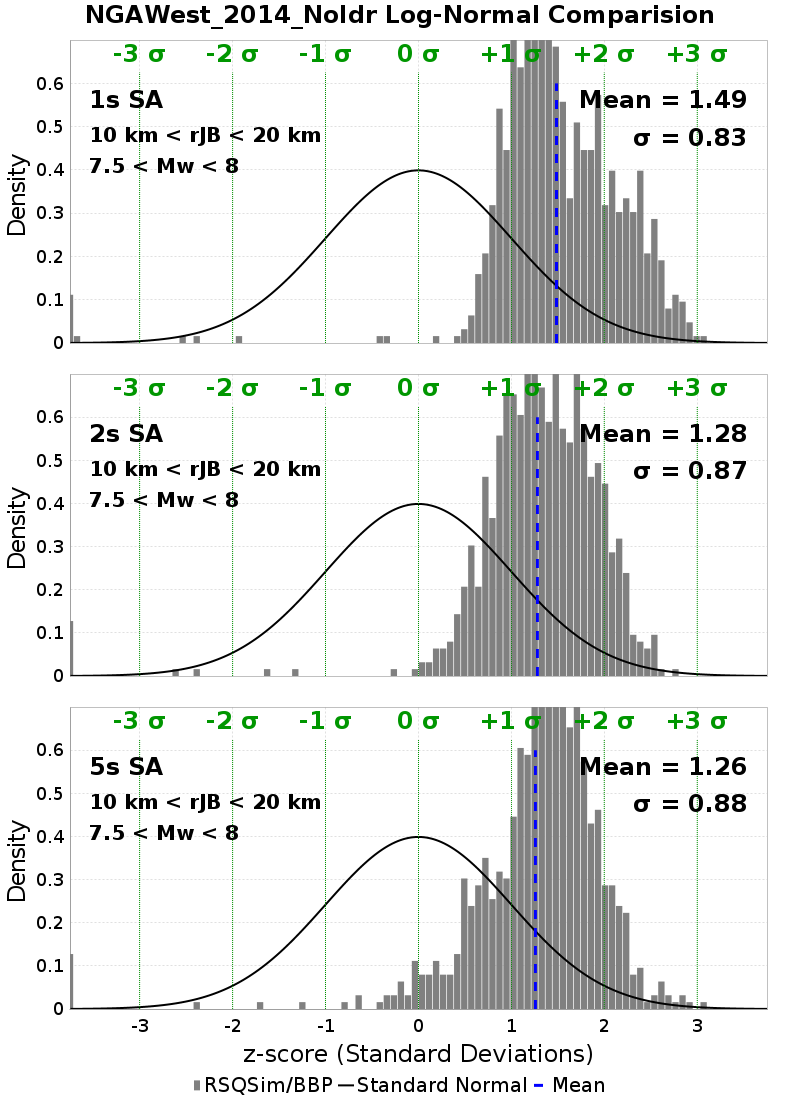 NGAWest_2014_NoIdr Log-Normal Comparision
-3 σ -2 σ -1 σ 0 σ +1 σ +2 σ +3 σ
1s SA
Mean = 1.49
10 km < rJB < 20 km
σ = 0.83
7.5 < Mw < 8
0.6
0.5
0.4
0.3
0.2
0.1
0
Density
-3 σ -2 σ -1 σ 0 σ +1 σ +2 σ +3 σ
2s SA
Mean = 1.28
10 km < rJB < 20 km
σ = 0.87
7.5 < Mw < 8
0.6
0.5
0.4
0.3
0.2
0.1
0
Density
-3 σ -2 σ -1 σ 0 σ +1 σ +2 σ +3 σ
5s SA
Mean = 1.26
10 km < rJB < 20 km
σ = 0.88
7.5 < Mw < 8
0.6
0.5
0.4
0.3
0.2
0.1
0
Density
-3 -2 -1 0 1 2 3
z-score (Standard Deviations)
RSQSim/BBP Standard Normal Mean